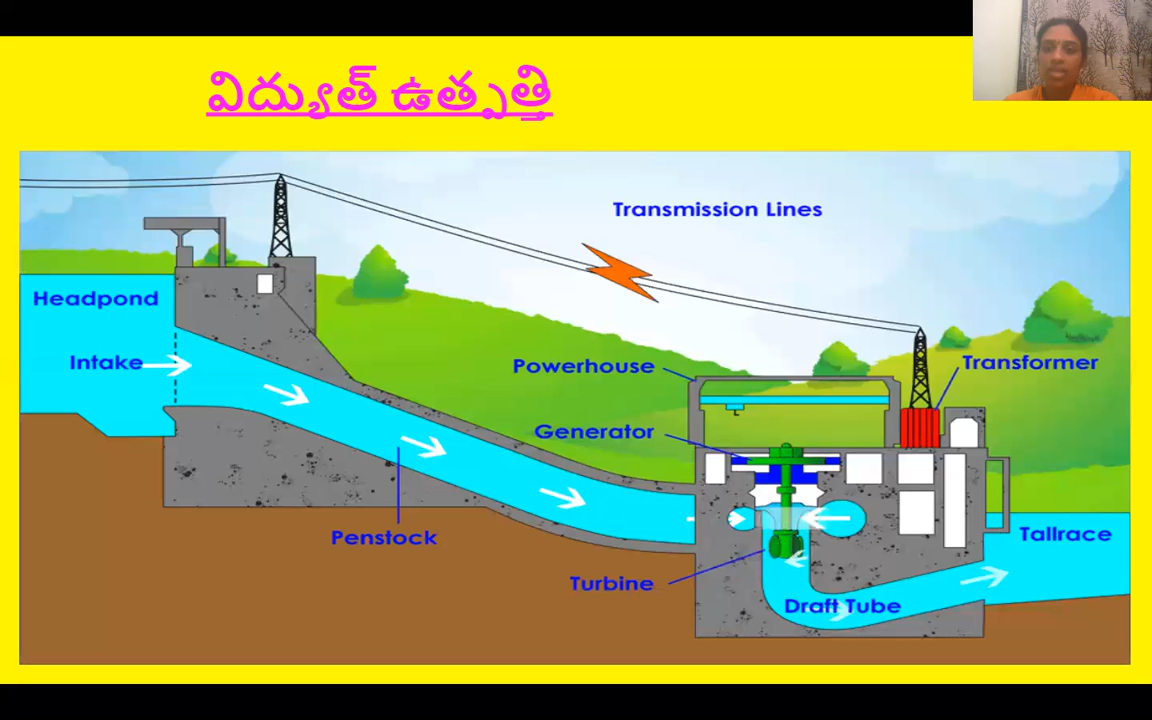 విద్యుత్ ఉత్పత్తి
Transmission Lines
Headpond
Intake
Powerhouse
Transformer
Generator
Penstock
Tallrace
Turbine
Draft Tube